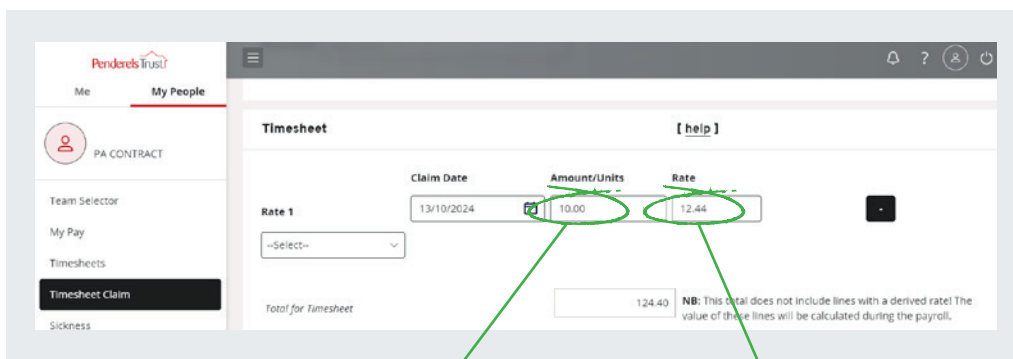 Penderels Trust
Me
My People
PA CONTRACT
Team Selector
My Pay
Timesheets
Timesheet Claim
Sickness
?
Timesheet
[ help ]
Claim Date
Amount/Units
Rate
Rate 1
13/10/2024
10.00
12.44
-
--Select--
Total for Timesheet
124.40
NB: This total does not include lines with a derived rate! The
value of these lines will be calculated during the payroll.